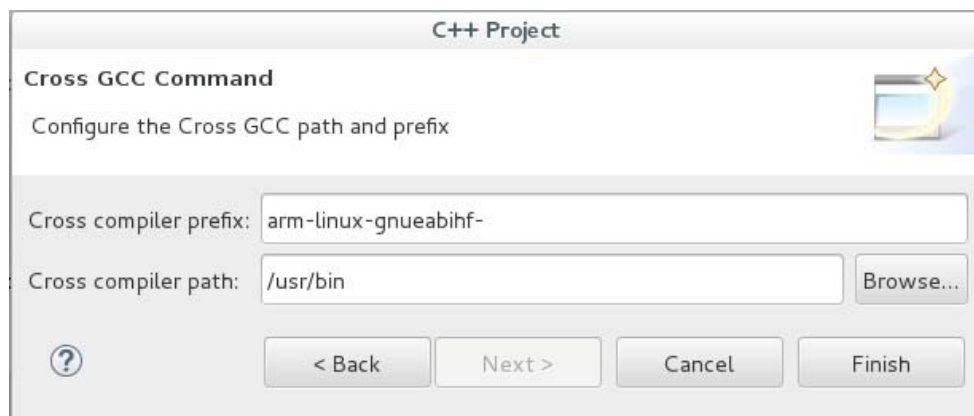 C++ Project
Cross GCC Command
Configure the Cross GCC path and prefix
Cross compiler prefix: arm-linux-gnueabihf-
Cross compiler path: /usr/bin Browse...
? < Back Next > Cancel Finish